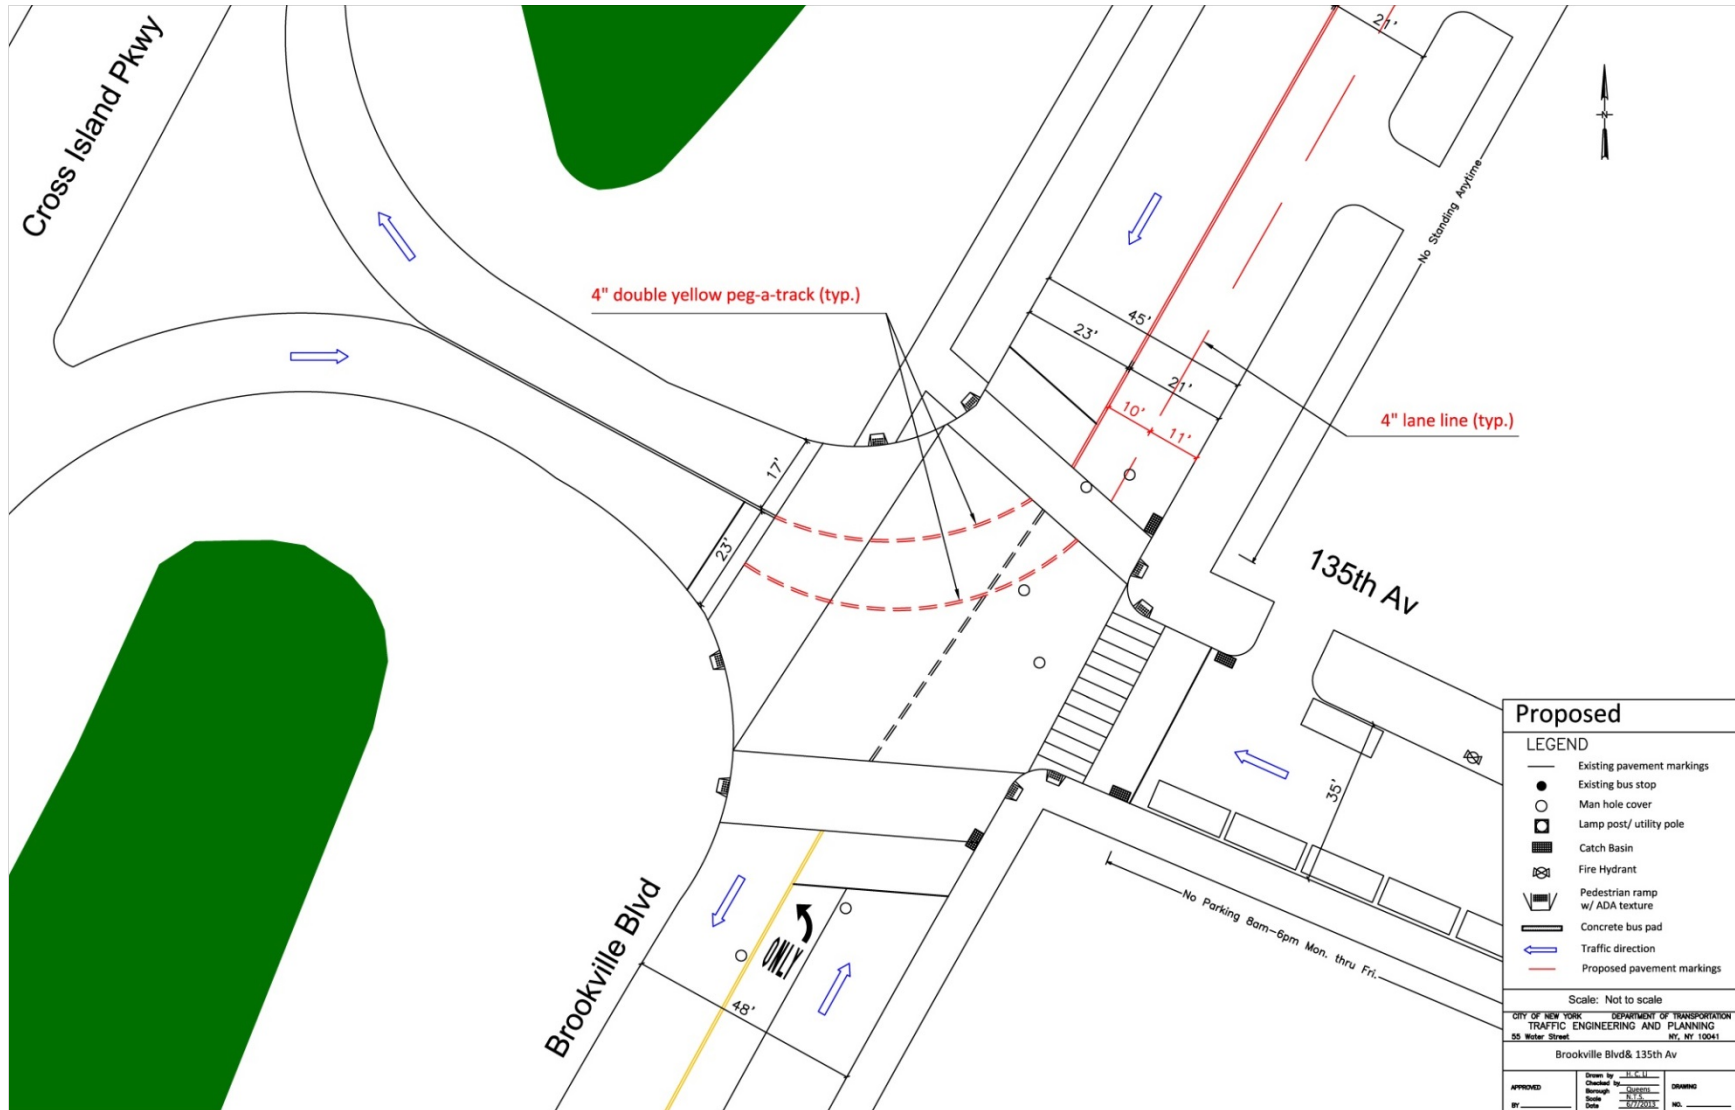 Cross Island Pkwy
21'
N
No Standing Anytime
4" double yellow peg-a-track (typ.)
45'
23'
21'
10'
11'
4" lane line (typ.)
17'
23'
135th Av
35'
No Parking 8am-6pm Mon. thru Fri.
ONLY
Brookville Blvd
48'
Proposed
LEGEND
Existing pavement markings
Existing bus stop
Man hole cover
Lamp post/ utility pole
Catch Basin
Fire Hydrant
Pedestrian ramp
w/ ADA texture
Concrete bus pad
Traffic direction
Proposed pavement markings
Scale: Not to scale
CITY OF NEW YORK DEPARTMENT OF TRANSPORTATION
TRAFFIC ENGINEERING AND PLANNING
55 Water Street NY, NY 10041
Brookville Blvd& 135th Av
APPROVED
BY
Drawn by H.C.LI
Checked by
Borough Queens
Scale N.T.S.
Date 6/7/2013
DRAWING
NO.